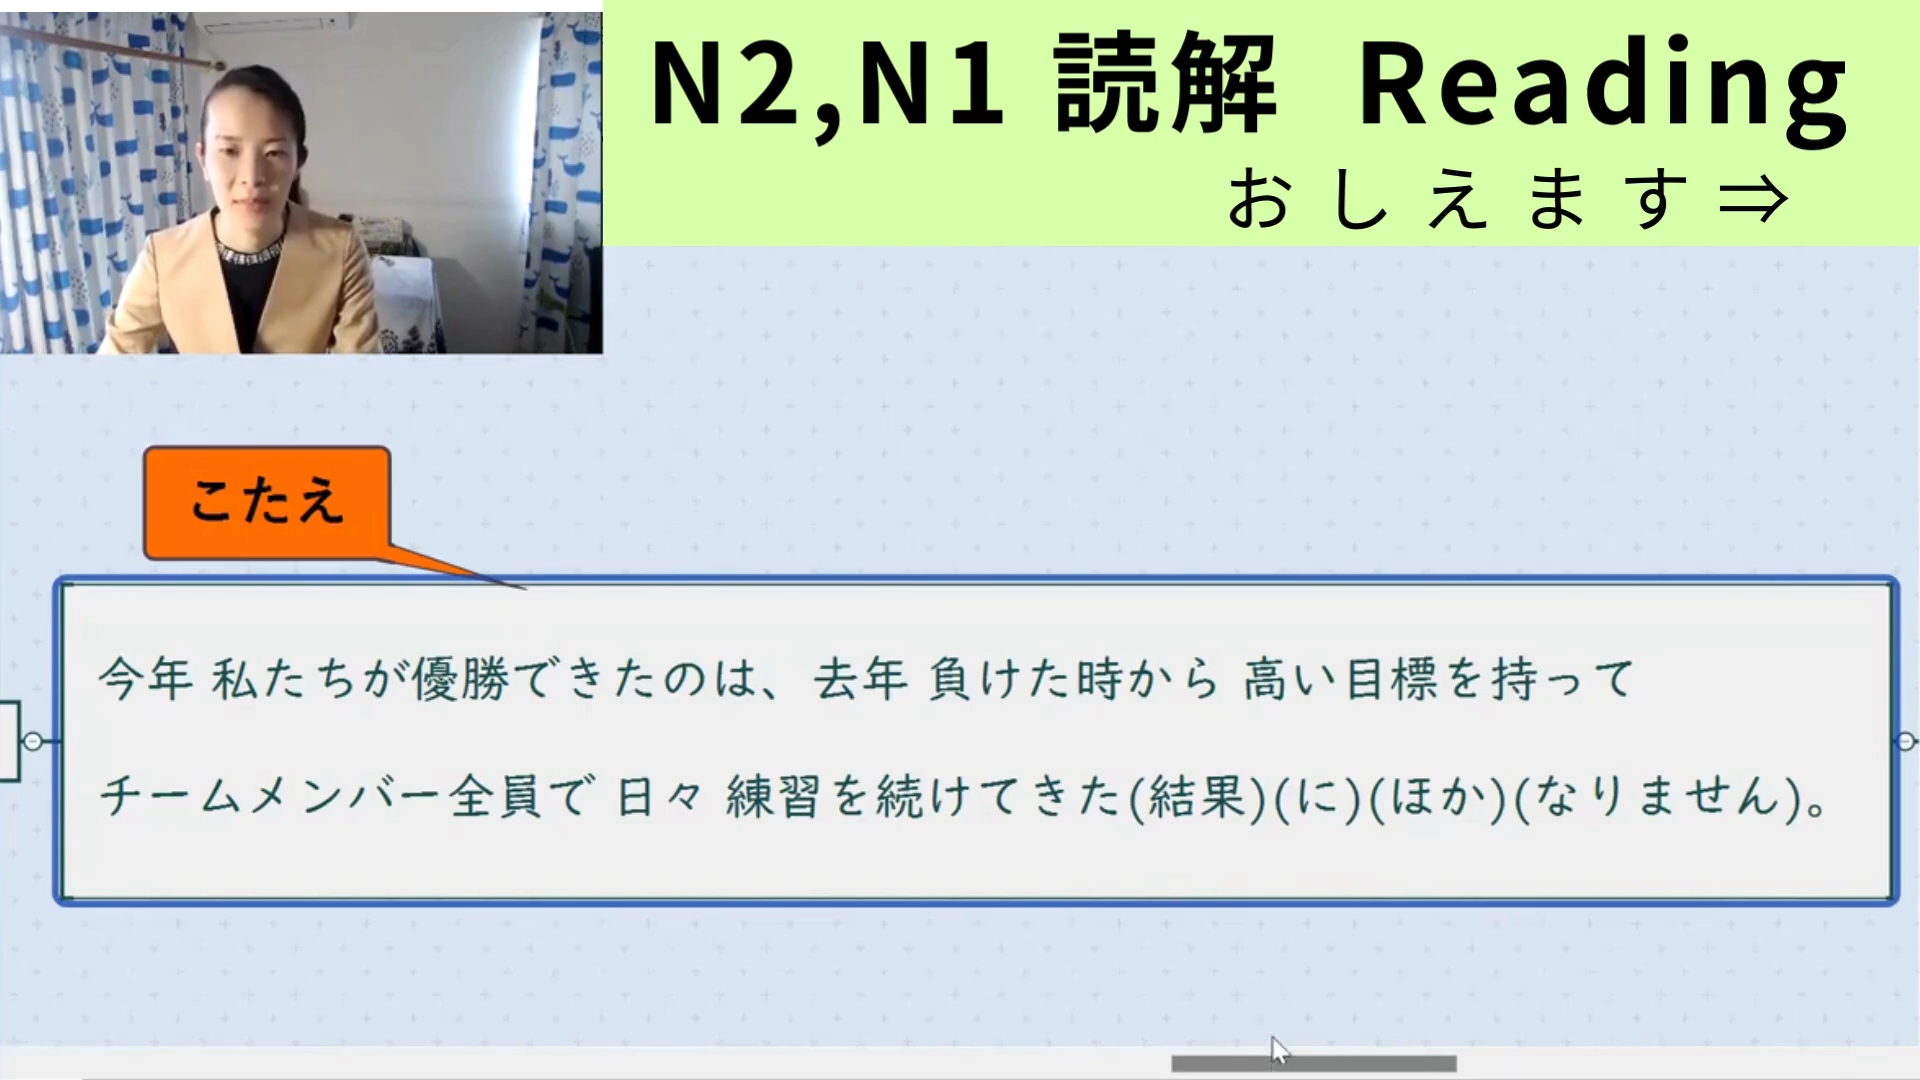 N2,N1 読解 Reading
おしえます⇒
こたえ
今年 私たちが優勝できたのは、去年 負けた時から 高い目標を持って
チームメンバー全員で 日々 練習を続けてきた(結果)(に)(ほか)(なりません)。